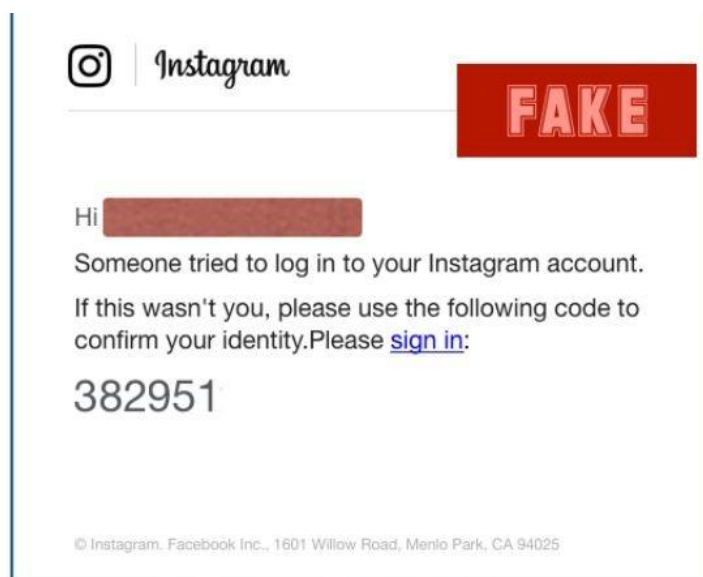 Instagram
FAKE
Hi
Someone tried to log in to your Instagram account.
If this wasn't you, please use the following code to
confirm your identity.Please sign in:
382951
© Instagram. Facebook Inc., 1601 Willow Road, Menlo Park, CA 94025